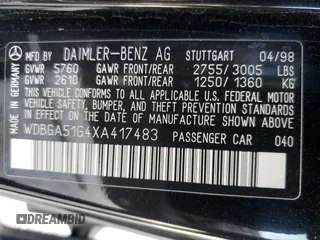 MADE IN GERMANY
DAIMLER-BENZ AG STUTTGART 04/98
GVWR 5760 GAWR FRONT/REAR 2755/3005 LBS
GVWR 2610 GAWR FRONT/REAR 1250/1360 KG
THIS VEHICLE CONFORMS TO ALL APPLICABLE U.S. FEDERAL MOTOR
VEHICLE SAFETY, BUMPER, AND THEFT PREVENTION STANDARDS IN
EFFECT ON THE DATE OF MANUFACTURE SHOWN ABOVE.
WDBGA51G4XA417483 PASSENGER CAR 040
DREAMBID